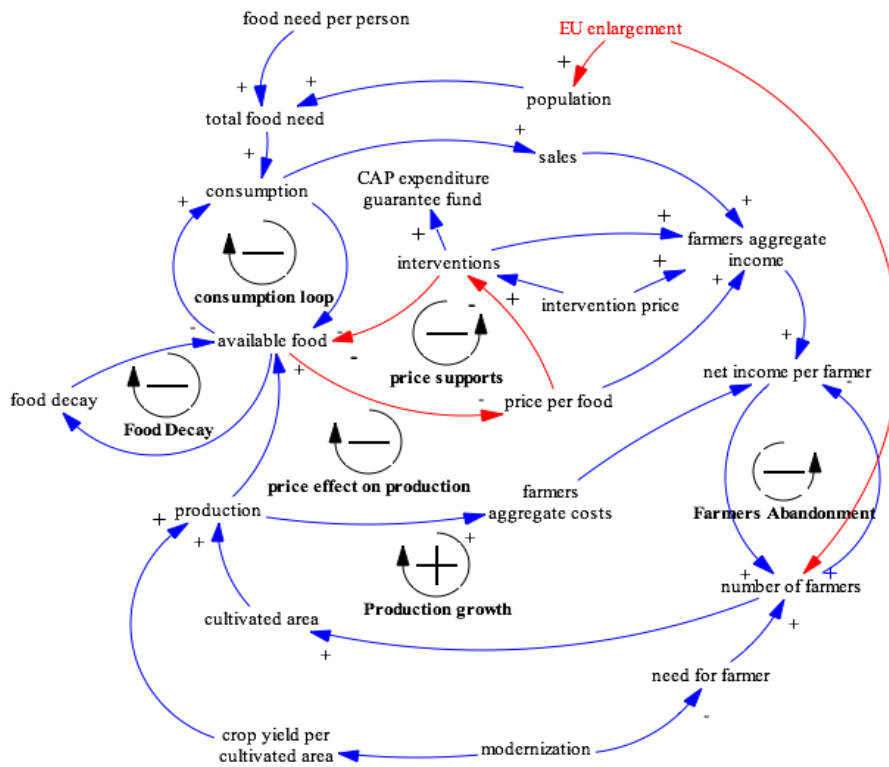 food need per person
EU enlargement
+
+
+
population
total food need
+
+
sales
CAP expenditure
guarantee fund
consumption
+
+
+
farmers aggregate
income
+
interventions
+
+
+
intervention price
consumption loop
-
-
-
available food
+
price supports
-
+
net income per farmer
-
food decay
Food Decay
-
price per food
price effect on production
farmers
aggregate costs
Farmers Abandonment
production
+
+
+
Production growth
+
+
number of farmers
cultivated area
+
+
need for farmer
-
crop yield per
cultivated area
modernization